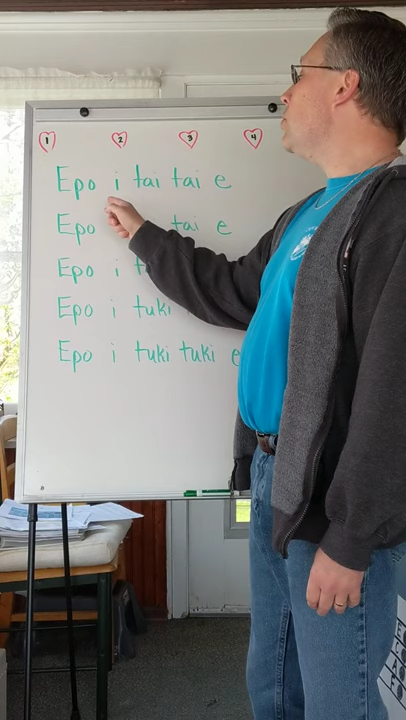 1 2 3 4
Epo i tai tai e
Epo tai e
Epo i
Epo i tuki
Epo i tuki tuki e